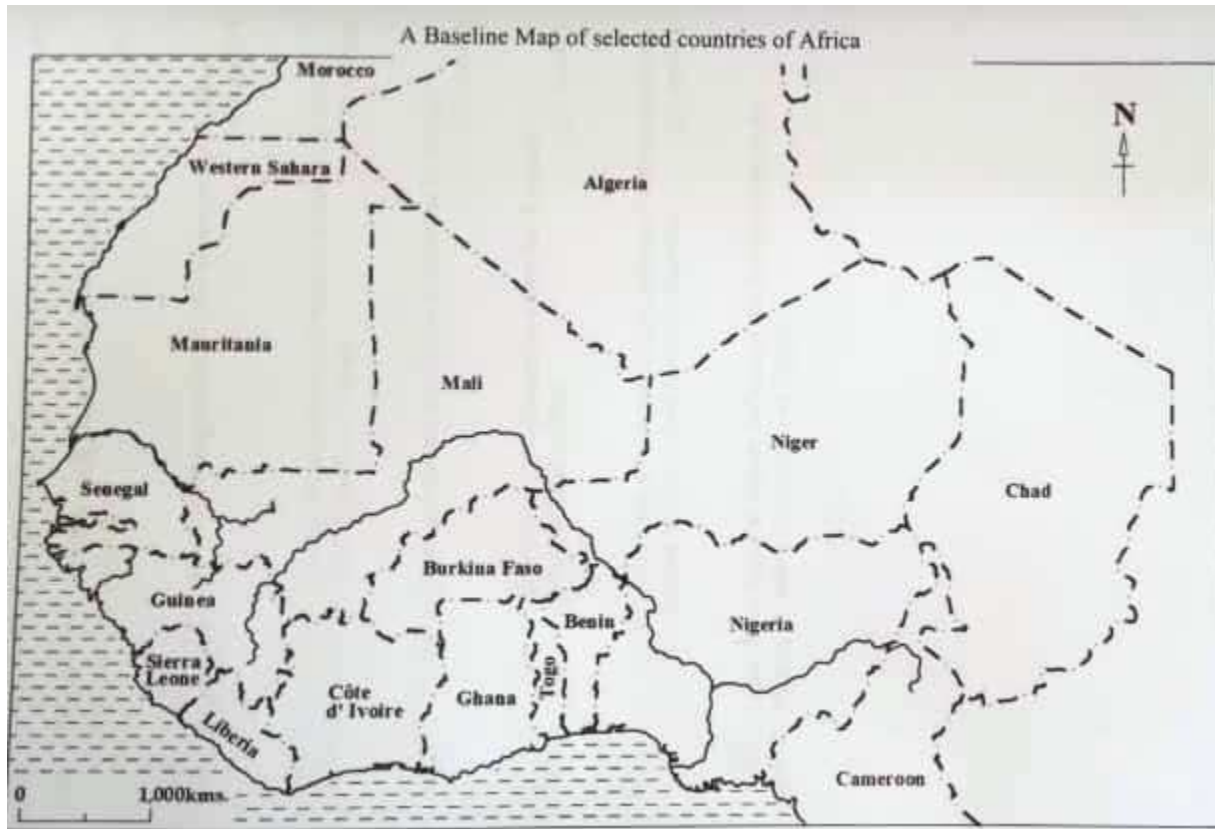 A Baseline Map of selected countries of Africa
Morocco
N
Western Sahara
Algeria
Mauritania
Mali
Niger
Senegal
Chad
Burkina Faso
Guinea
Benin
Nigeria
Sierra
Leone
Togo
Côte
d' Ivoire
Ghana
Liberia
Cameroon
0 1,000kms.